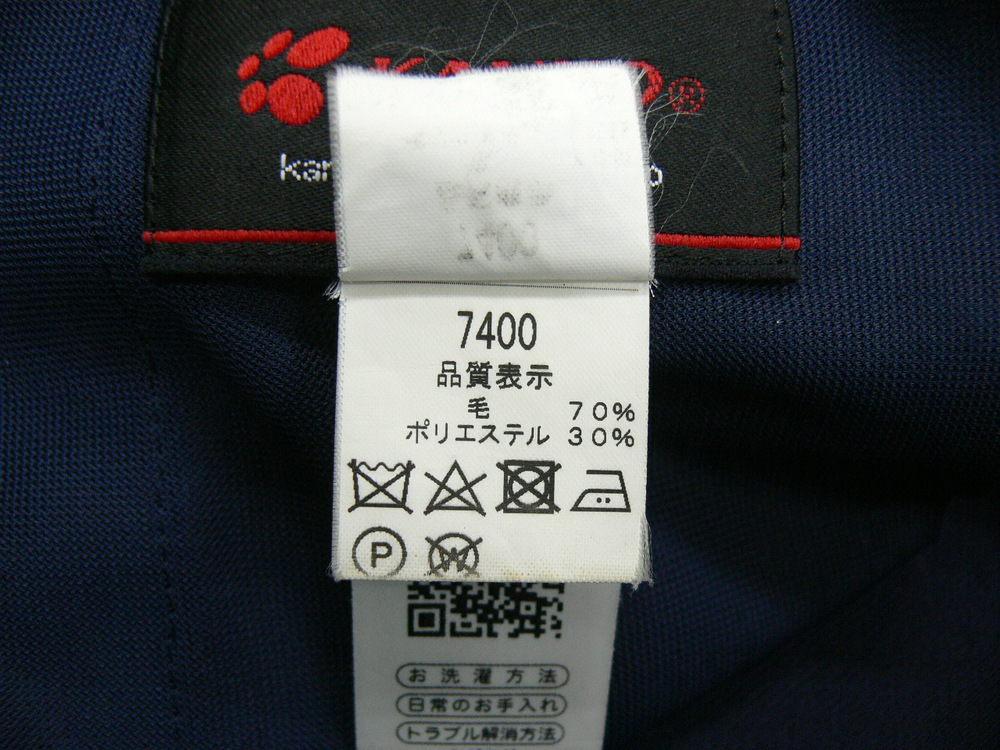 7400
品質表示
毛 70%
ポリエステル 30%
P
W
お洗濯方法
日常のお手入れ
トラブル解消方法